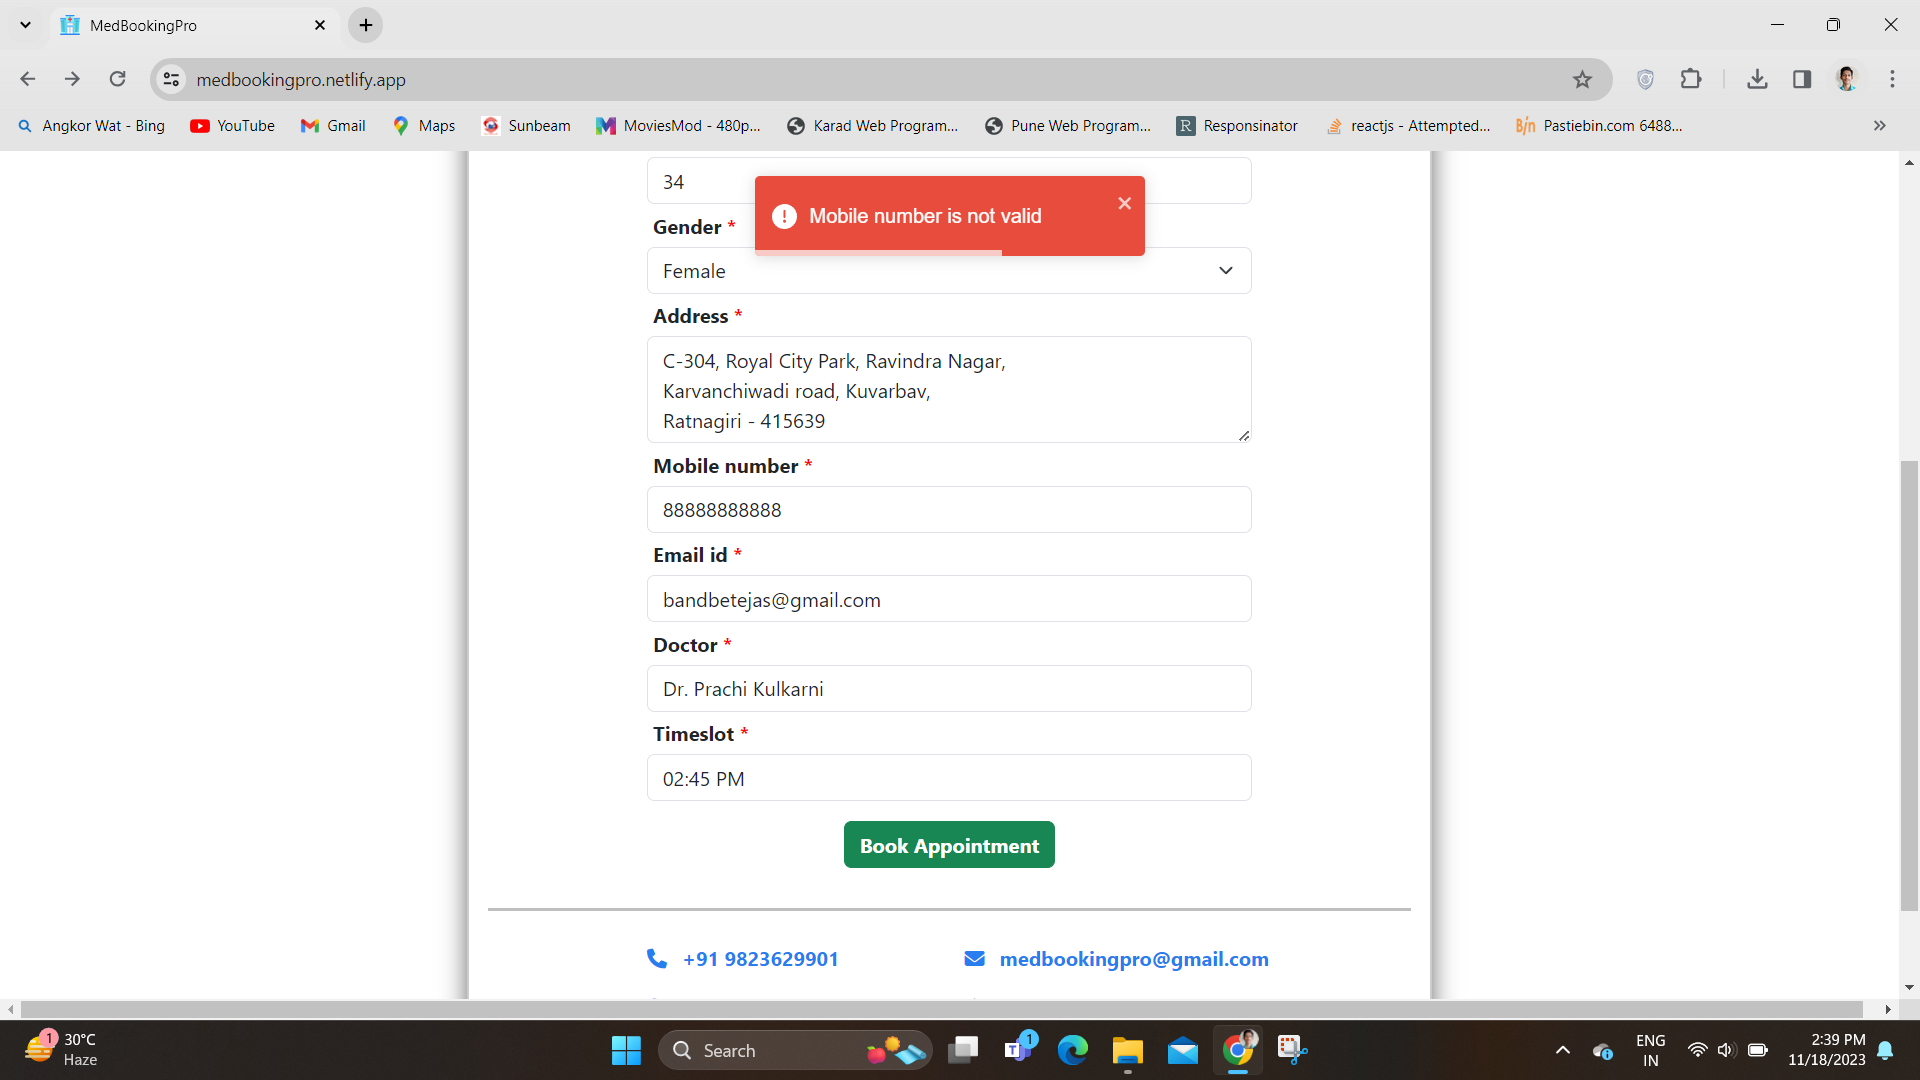 MedBookingPro
medbookingpro.netlify.app
Angkor Wat - Bing
YouTube
Gmail
Maps
Sunbeam
MoviesMod - 480p...
Karad Web Program...
Pune Web Program...
R
Responsinator
reactjs - Attempted...
B/n
Pastiebin.com 6488...
34
Mobile number is not valid
Gender *
Female
Address *
C-304, Royal City Park, Ravindra Nagar,
Karvanchiwadi road, Kuvarbav,
Ratnagiri - 415639
Mobile number *
88888888888
Email id *
bandbetejas@gmail.com
Doctor *
Dr. Prachi Kulkarni
Timeslot *
02:45 PM
Book Appointment
+91 9823629901
medbookingpro@gmail.com
1
30°C
Haze
Search
1
ENG
IN
2:39 PM
11/18/2023